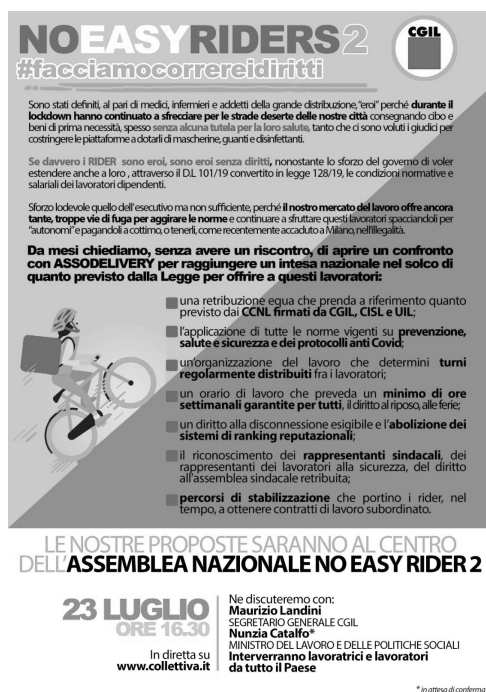 NOEASYRIDERS2
CGIL
#facciamocorrereidiritti
Sono stati definiti, al pari di medici, infermieri e addetti della grande distribuzione, "eroi" perché durante il
lockdown hanno continuato a sfrecciare per le strade deserte delle nostre città consegnando cibo e
beni di prima necessità, spesso senza alcuna tutela per la loro salute, tanto che ci sono voluti i giudici per
costringere le piattaforme a dotarli di mascherine, guanti e disinfettanti.
Se davvero i RIDER sono eroi, sono eroi senza diritti, nonostante lo sforzo del governo di voler
estendere anche a loro , attraverso il D.L 101/19 convertito in legge 128/19, le condizioni normative e
salariali dei lavoratori dipendenti.
Sforzo lodevole quello dell'esecutivo ma non sufficiente, perché il nostro mercato del lavoro offre ancora
tante, troppe vie di fuga per aggirare le norme e continuare a sfruttare questi lavoratori spacciandoli per
"autonomi" e pagandoli a cottimo, o tenerli, come recentemente accaduto a Milano, nell'illegalità.
Da mesi chiediamo, senza avere un riscontro, di aprire un confronto
con ASSODELIVERY per raggiungere un intesa nazionale nel solco di
quanto previsto dalla Legge per offrire a questi lavoratori:
una retribuzione equa che prenda a riferimento quanto
previsto dai CCNL firmati da CGIL, CISL e UIL;
l'applicazione di tutte le norme vigenti su prevenzione,
salute e sicurezza e dei protocolli anti Covid;
un'organizzazione del lavoro che determini turni
regolarmente distribuiti fra i lavoratori;
un orario di lavoro che preveda un minimo di ore
settimanali garantite per tutti, il diritto al riposo, alle ferie;
un diritto alla disconnessione esigibile e l'abolizione dei
sistemi di ranking reputazionali;
il riconoscimento dei rappresentanti sindacali, dei
rappresentanti dei lavoratori alla sicurezza, del diritto
all'assemblea sindacale retribuita;
percorsi di stabilizzazione che portino i rider, nel
tempo, a ottenere contratti di lavoro subordinato.
LE NOSTRE PROPOSTE SARANNO AL CENTRO
DELL'ASSEMBLEA NAZIONALE NO EASY RIDER 2
23 LUGLIO
ORE 16.30
In diretta su
www.collettiva.it
Ne discuteremo con:
Maurizio Landini
SEGRETARIO GENERALE CGIL
Nunzia Catalfo*
MINISTRO DEL LAVORO E DELLE POLITICHE SOCIALI
Interverranno lavoratrici e lavoratori
da tutto il Paese
* in attesa di conferma